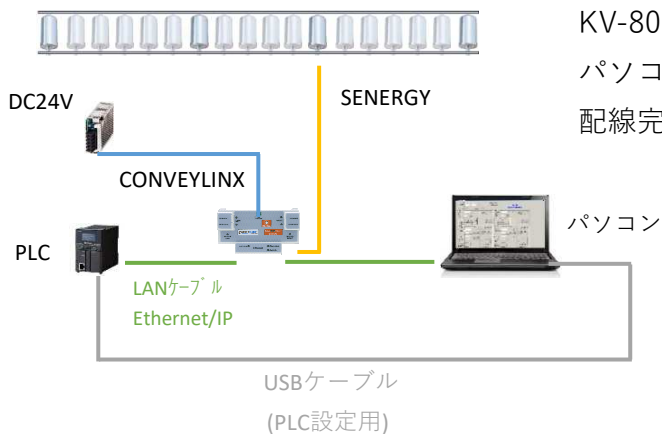 KV-80
パソコ
配線完
SENERGY
DC24V
CONVEYLINX
パソコン
PLC
LANｹｰﾌﾞﾙ
Ethernet/IP
USBケーブル
(PLC設定用)